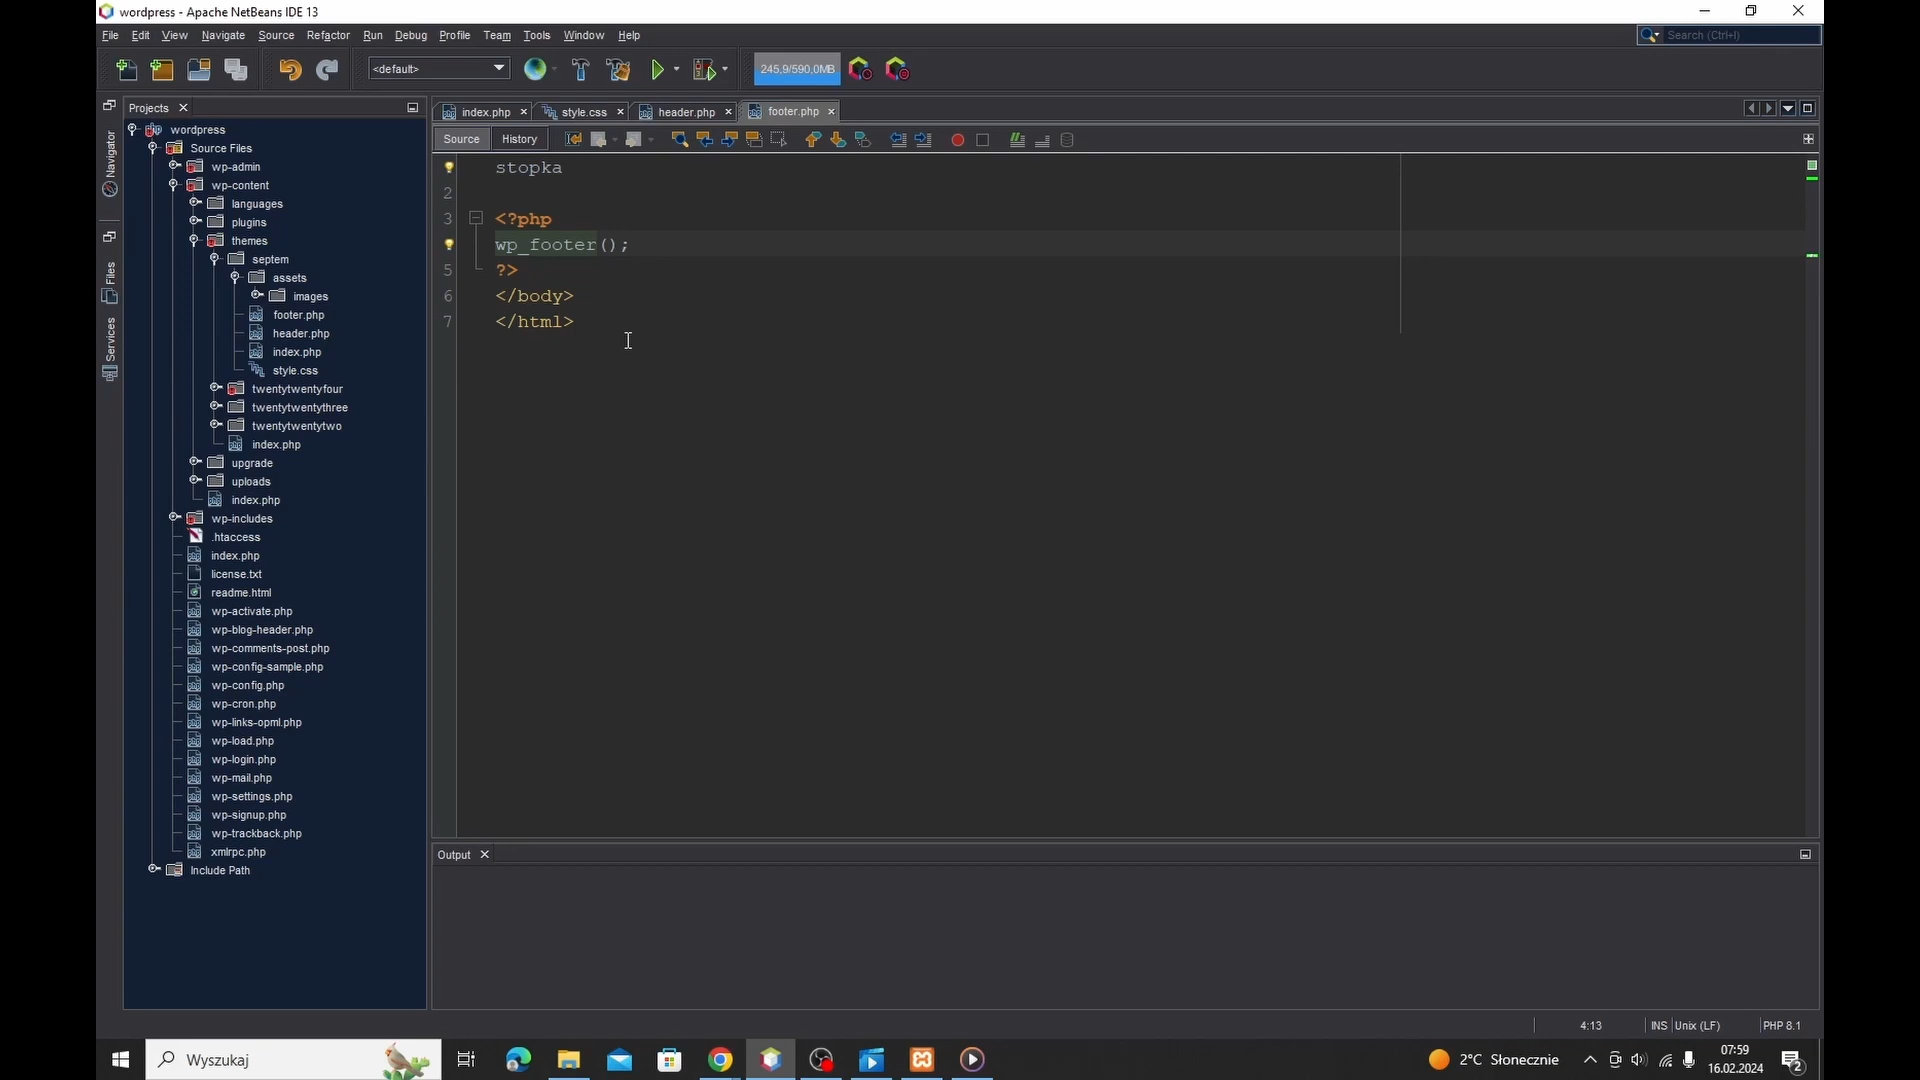 wordpress - Apache NetBeans IDE 13
File Edit View Navigate Source Refactor Run Debug Profile Team Tools Window Help
Search (Ctrl+I)
<default>
245,9/590,0MB
Projects
index.php
style.css
header.php
footer.php
Source
History
Navigator
Files
Services
wordpress
Source Files
wp-admin
wp-content
languages
plugins
themes
septem
assets
images
footer.php
header.php
index.php
style.css
twentytwentyfour
twentytwentythree
twentytwentytwo
index.php
upgrade
uploads
index.php
wp-includes
.htaccess
index.php
license.txt
readme.html
wp-activate.php
wp-blog-header.php
wp-comments-post.php
wp-config-sample.php
wp-config.php
wp-cron.php
wp-links-opml.php
wp-load.php
wp-login.php
wp-mail.php
wp-settings.php
wp-signup.php
wp-trackback.php
xmlrpc.php
Include Path
stopka
2
3 <?php
wp_footer();
5 ?>
6 </body>
7 </html>
Output
4:13
INS
Unix (LF)
PHP 8.1
Wyszukaj
2°C Słonecznie
07:59
16.02.2024
2